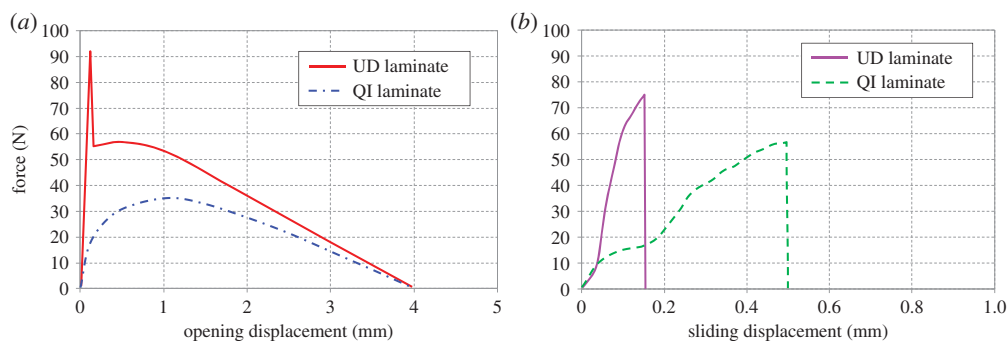 (a)
100
90
80
70
60
50
40
30
20
10
0
force (N)
UD laminate
QI laminate
0 1 2 3 4 5
opening displacement (mm)
(b)
100
90
80
70
60
50
40
30
20
10
0
UD laminate
QI laminate
0 0.2 0.4 0.6 0.8 1.0
sliding displacement (mm)